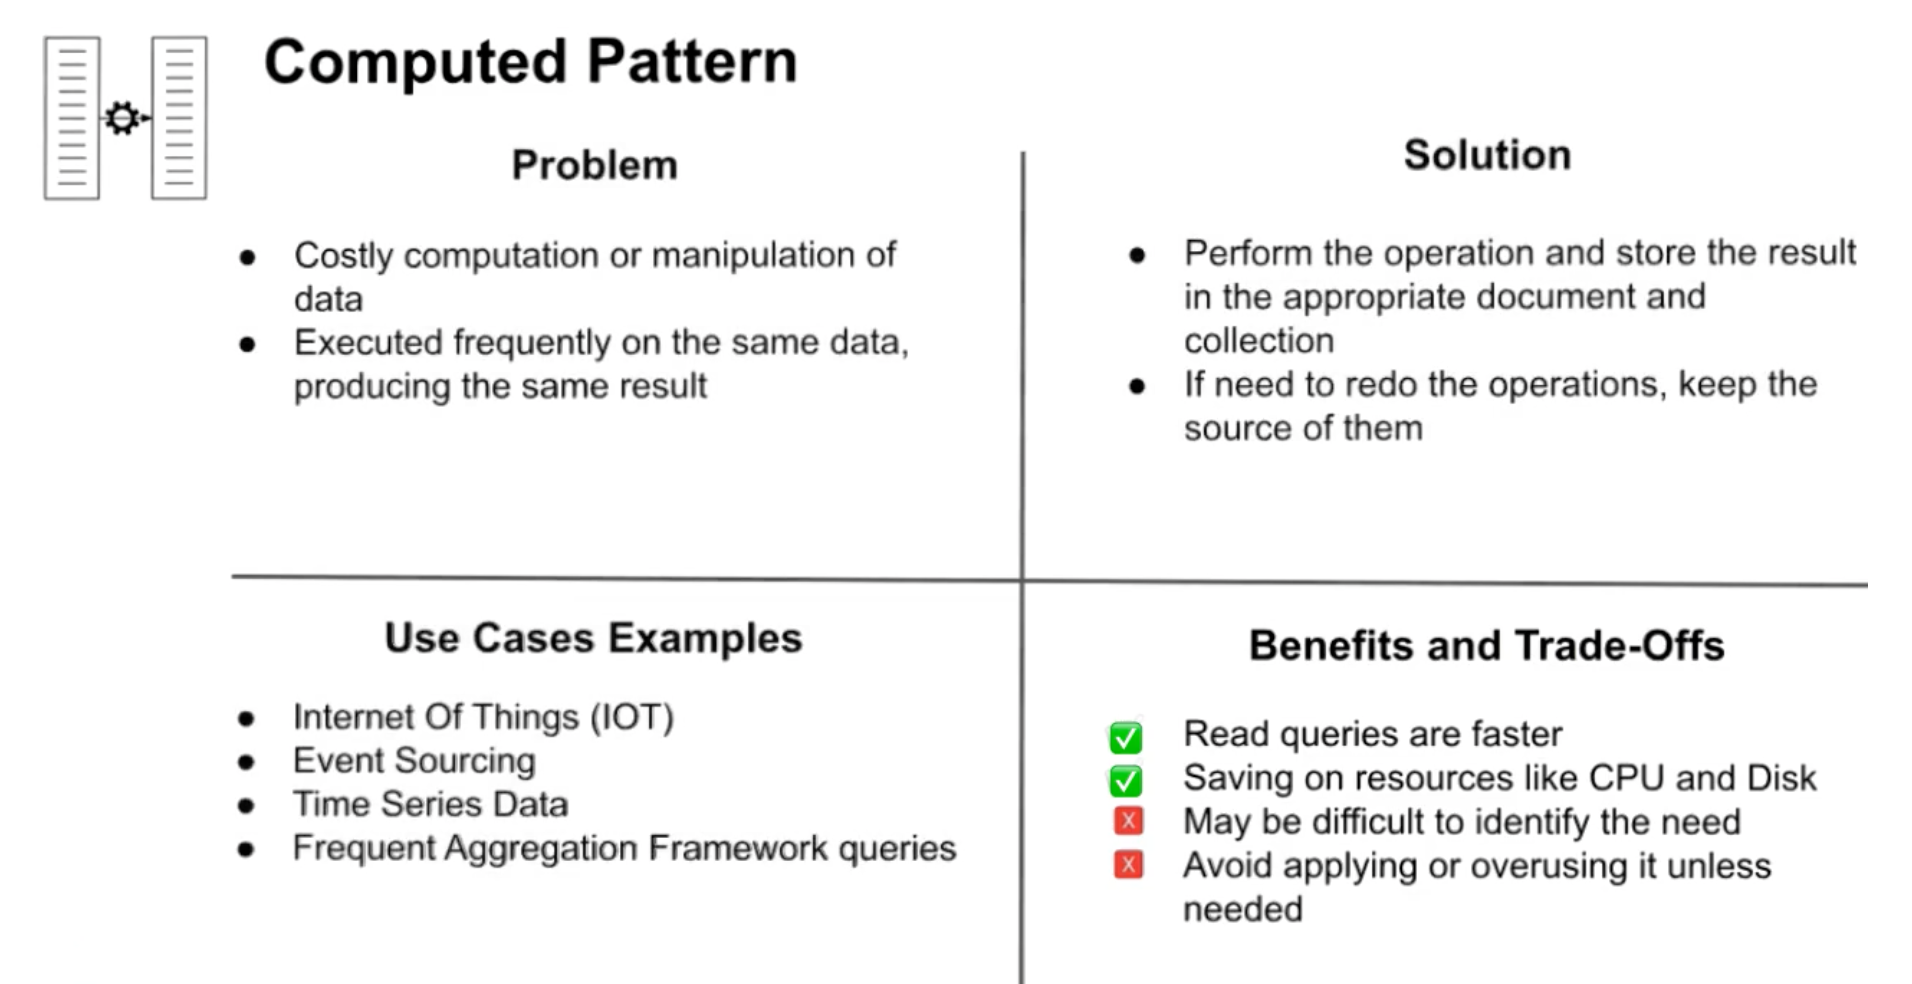 Computed Pattern
Problem
● Costly computation or manipulation of
data
● Executed frequently on the same data,
producing the same result
Solution
● Perform the operation and store the result
in the appropriate document and
collection
● If need to redo the operations, keep the
source of them
Use Cases Examples
● Internet Of Things (IOT)
● Event Sourcing
● Time Series Data
● Frequent Aggregation Framework queries
Benefits and Trade-Offs
✅ Read queries are faster
✅ Saving on resources like CPU and Disk
X May be difficult to identify the need
X Avoid applying or overusing it unless
needed